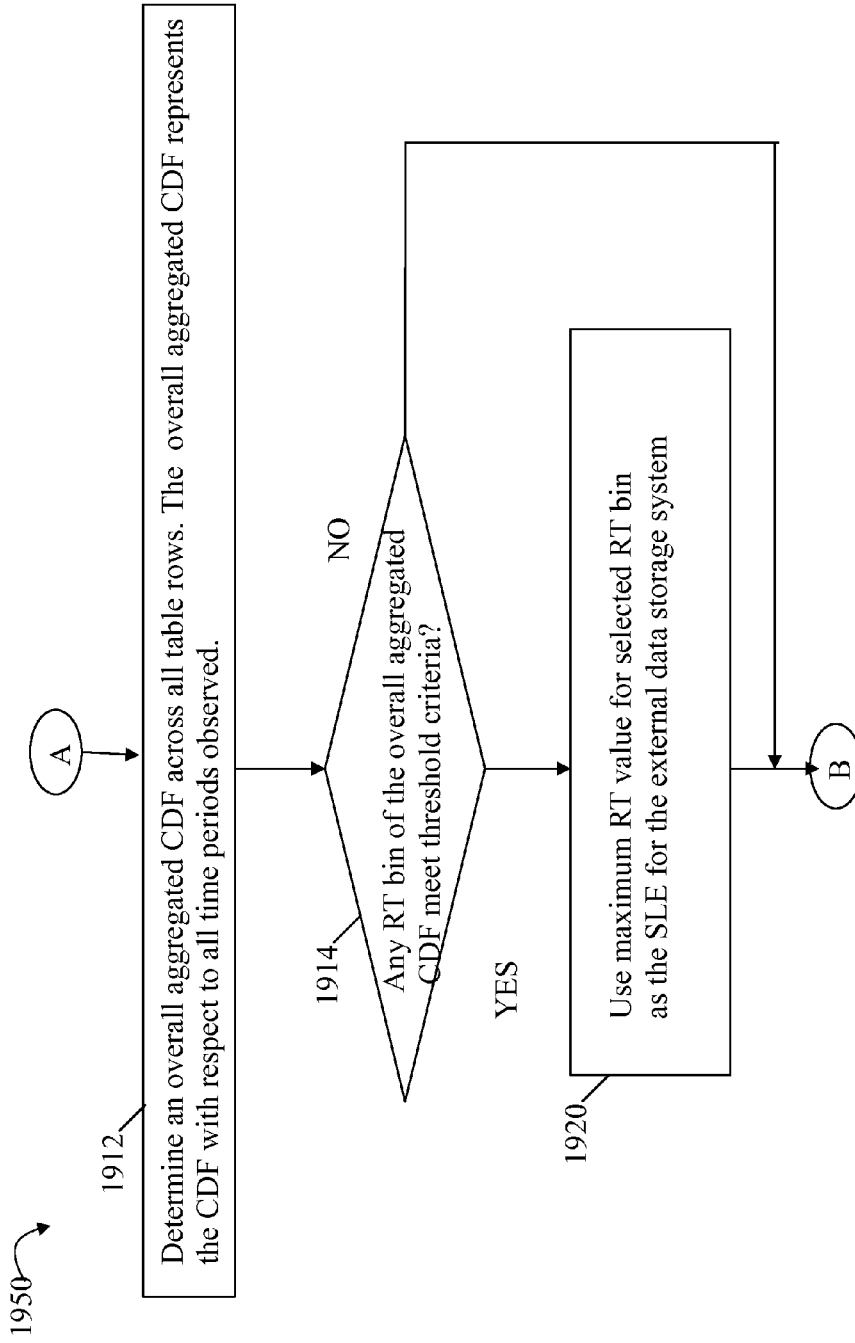 1950
A
1912
Determine an overall aggregated CDF across all table rows. The overall aggregated CDF represents
the CDF with respect to all time periods observed.
1914
NO
Any RT bin of the overall aggregated
CDF meet threshold criteria?
YES
1920
Use maximum RT value for selected RT bin
as the SLE for the external data storage system
B